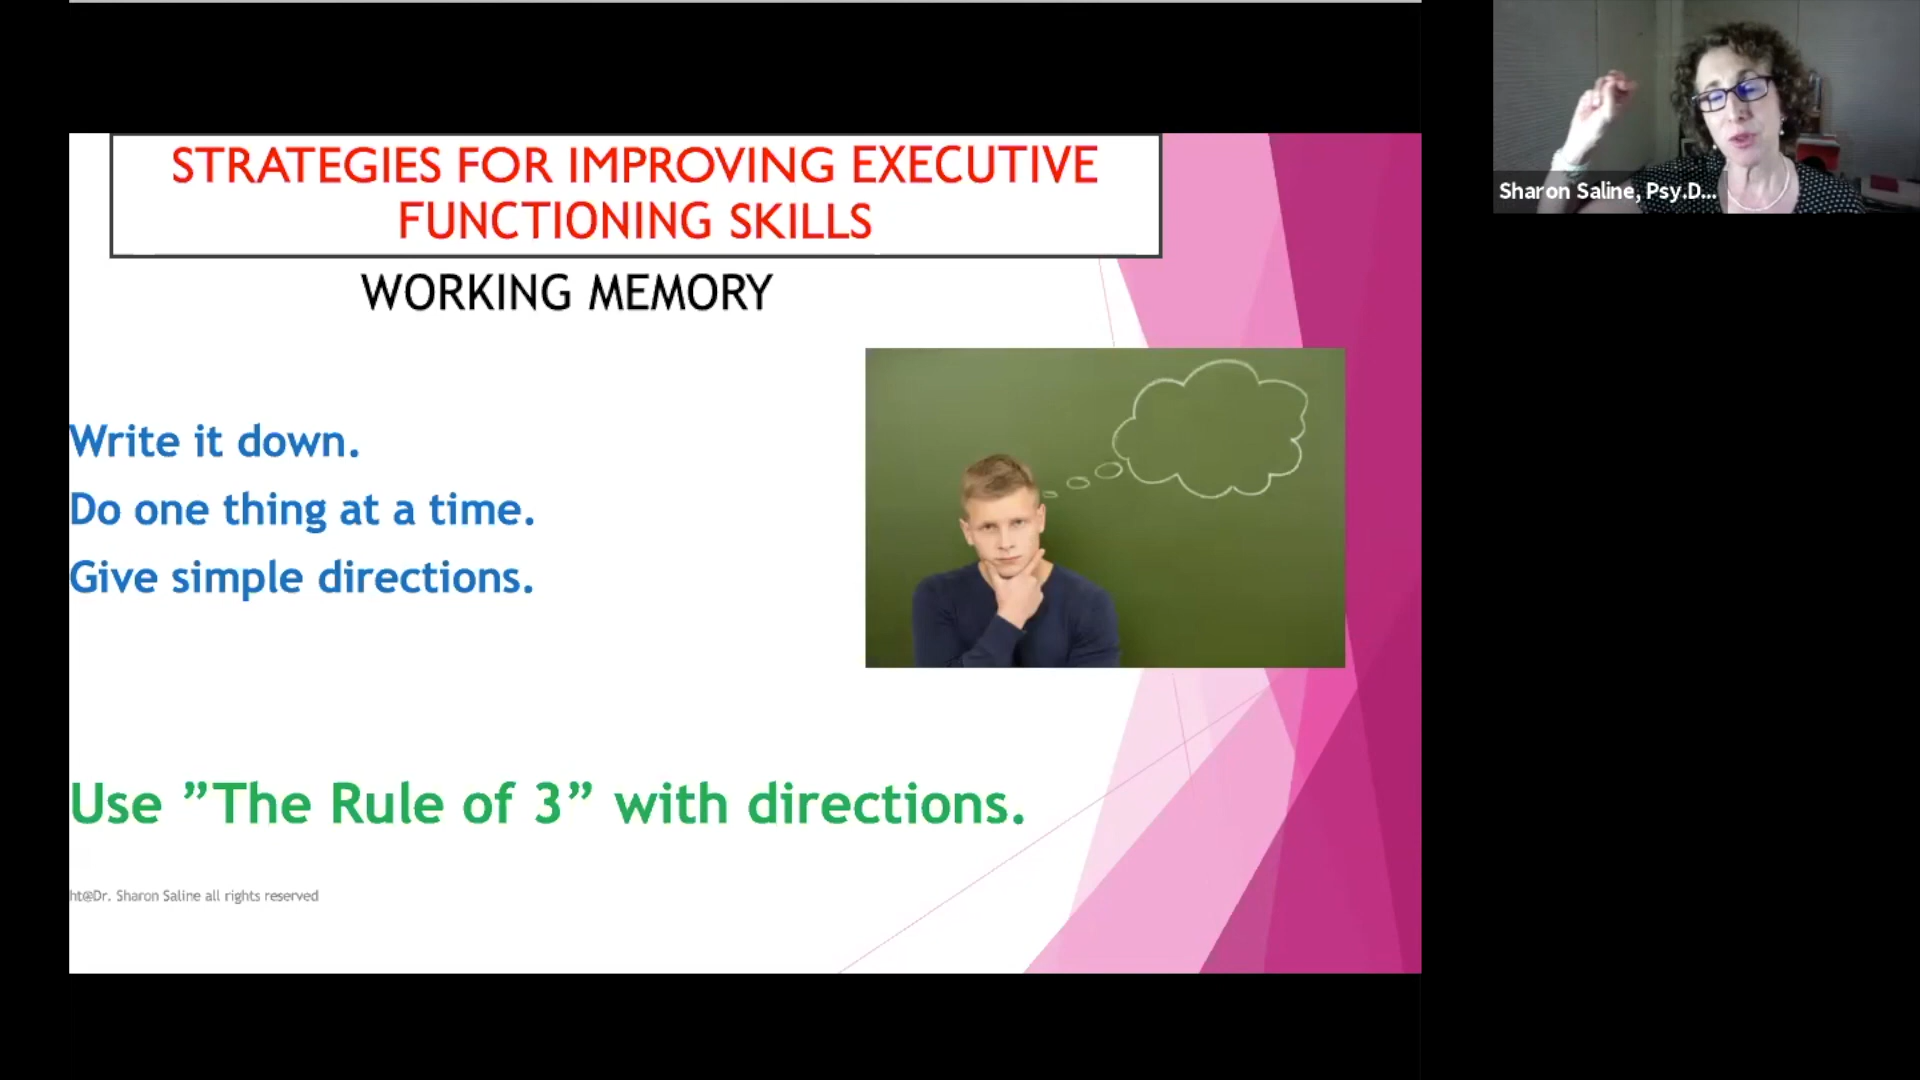 STRATEGIES FOR IMPROVING EXECUTIVE
FUNCTIONING SKILLS
WORKING MEMORY
Write it down.
Do one thing at a time.
Give simple directions.
Use ”The Rule of 3” with directions.
ht@Dr. Sharon Saline all rights reserved
Sharon Saline, Psy.D...